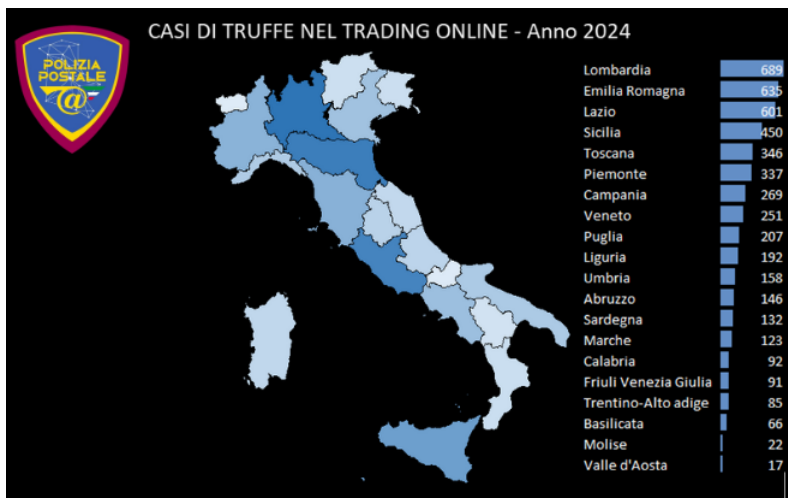 CASI DI TRUFFE NEL TRADING ONLINE - Anno 2024
POLIZIA
POSTALE
@
Lombardia 689
Emilia Romagna 635
Lazio 601
Sicilia 450
Toscana 346
Piemonte 337
Campania 269
Veneto 251
Puglia 207
Liguria 192
Umbria 158
Abruzzo 146
Sardegna 132
Marche 123
Calabria 92
Friuli Venezia Giulia 91
Trentino-Alto adige 85
Basilicata 66
Molise 22
Valle d'Aosta 17